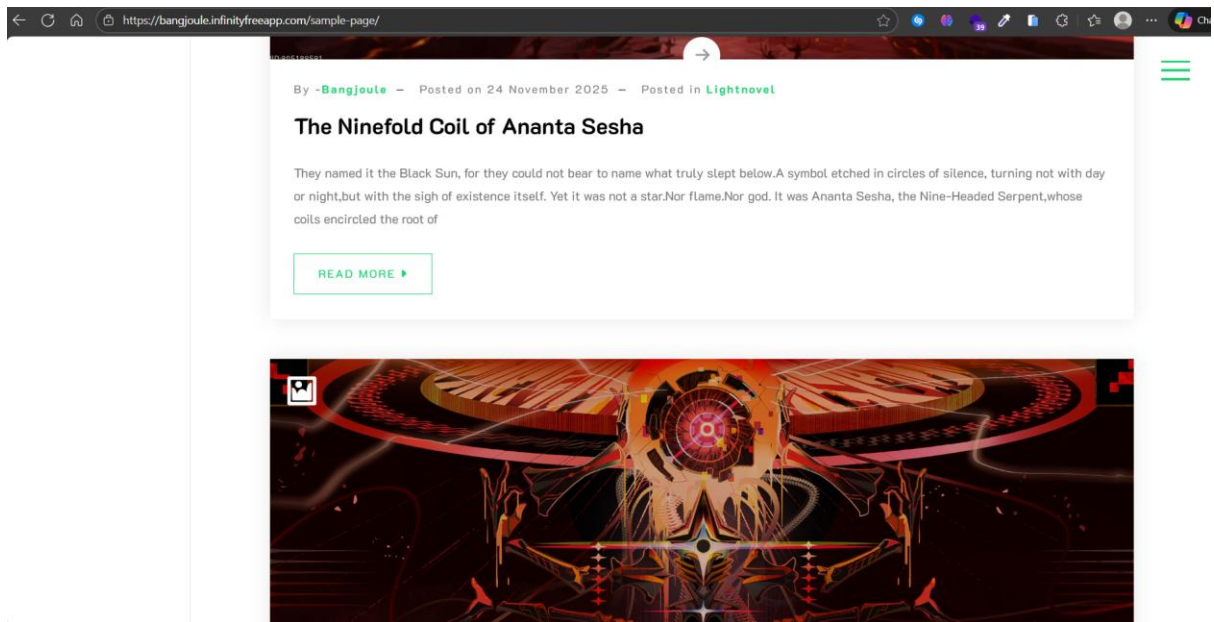 https://bangjoule.infinityfreeapp.com/sample-page/
39
Cha
By -Bangjoule – Posted on 24 November 2025 – Posted in Lightnovel
The Ninefold Coil of Ananta Sesha
They named it the Black Sun, for they could not bear to name what truly slept below.A symbol etched in circles of silence, turning not with day
or night,but with the sigh of existence itself. Yet it was not a star.Nor flame.Nor god. It was Ananta Sesha, the Nine-Headed Serpent,whose
coils encircled the root of
READ MORE